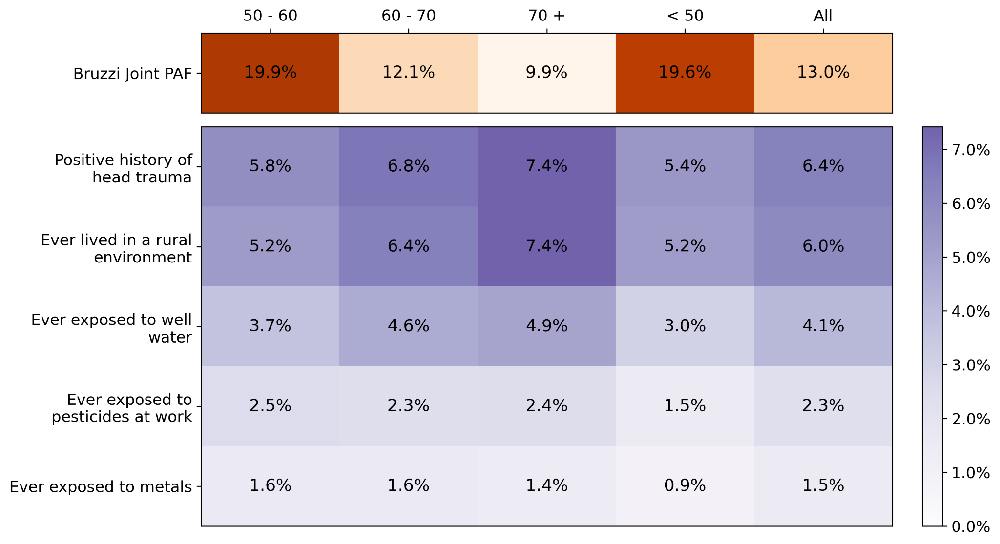 50 - 60 60 - 70 70 + < 50 All
Bruzzi Joint PAF 19.9% 12.1% 9.9% 19.6% 13.0%
Positive history of
head trauma
5.8% 6.8% 7.4% 5.4% 6.4%
Ever lived in a rural
environment
5.2% 6.4% 7.4% 5.2% 6.0%
Ever exposed to well
water
3.7% 4.6% 4.9% 3.0% 4.1%
Ever exposed to
pesticides at work
2.5% 2.3% 2.4% 1.5% 2.3%
Ever exposed to metals 1.6% 1.6% 1.4% 0.9% 1.5%
7.0%
6.0%
5.0%
4.0%
3.0%
2.0%
1.0%
0.0%